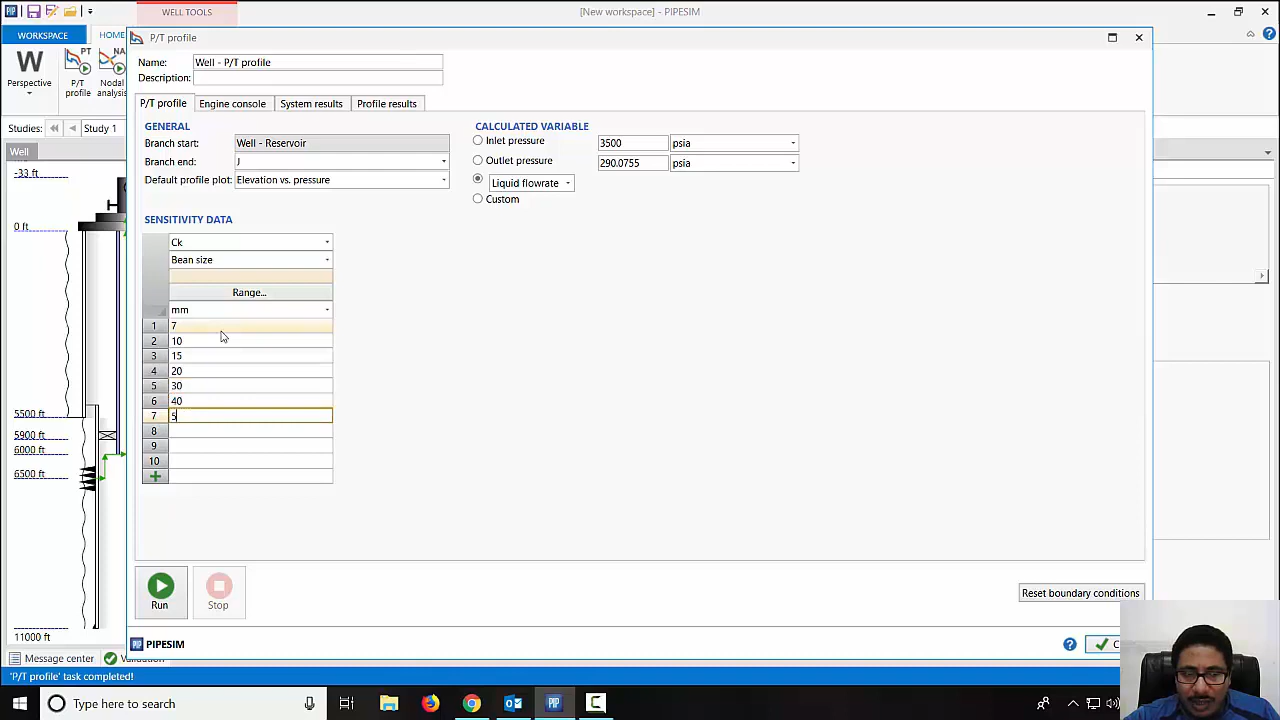 WELL TOOLS
[New workspace] - PIPESIM
WORKSPACE
HOME
P/T profile
W
Perspective
PT
P/T profile
NA
Nodal analysis
Name: Well - P/T profile
Description:
P/T profile Engine console System results Profile results
GENERAL
Branch start: Well - Reservoir
Branch end: J
Default profile plot: Elevation vs. pressure
CALCULATED VARIABLE
Inlet pressure 3500 psia
Outlet pressure 290.0755 psia
Liquid flowrate
Custom
Studies: Study 1
Well
-33 ft
H
0 ft
5500 ft
5900 ft
6000 ft
6500 ft
11000 ft
SENSITIVITY DATA
Ck
Bean size
Range...
mm
1 7
2 10
3 15
4 20
5 30
6 40
7 5
8
9
10
Run
Stop
Reset boundary conditions
PIP PIPESIM
Message center
'P/T profile' task completed!
Type here to search
PIP